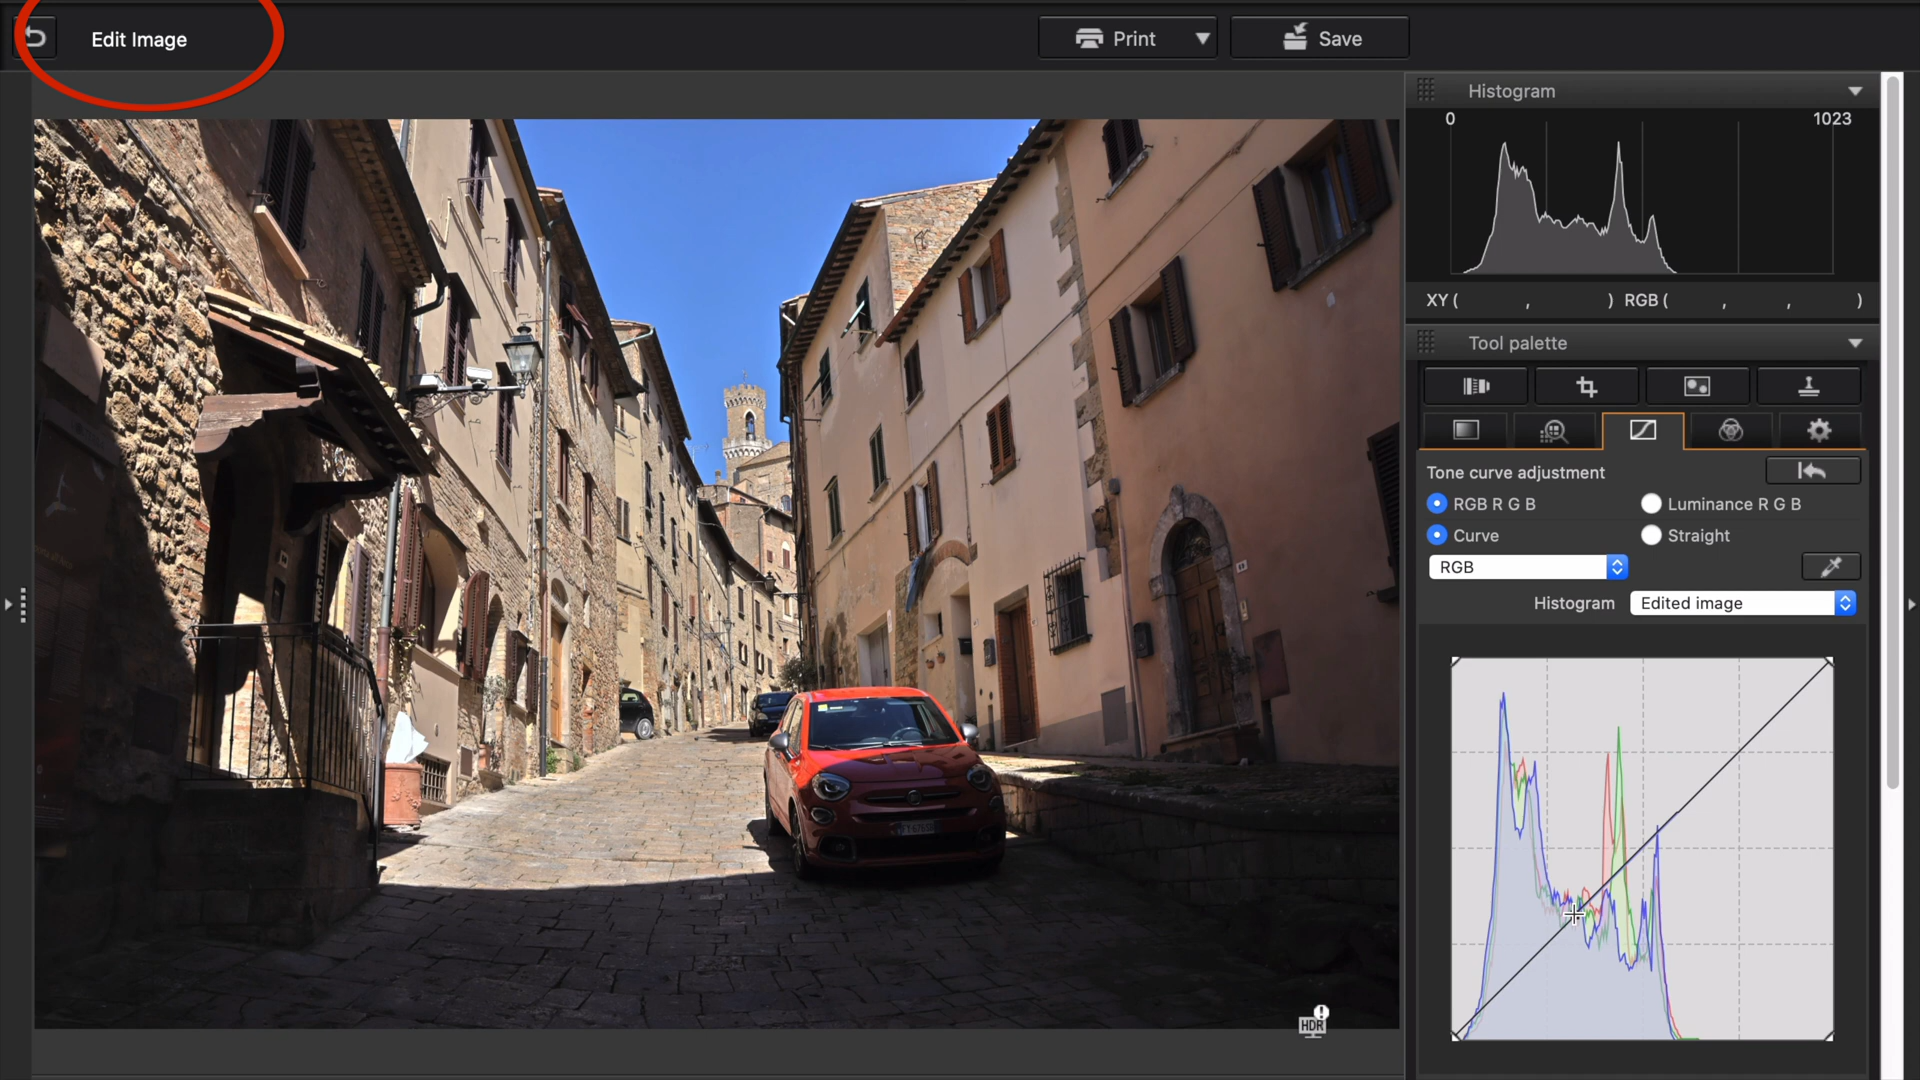 Edit Image
Print
Save
Histogram
0
1023
XY (        ,        )  RGB (        ,        ,        )
Tool palette
Tone curve adjustment
RGB R G B
Luminance R G B
Curve
Straight
RGB
Histogram
Edited image
HDR